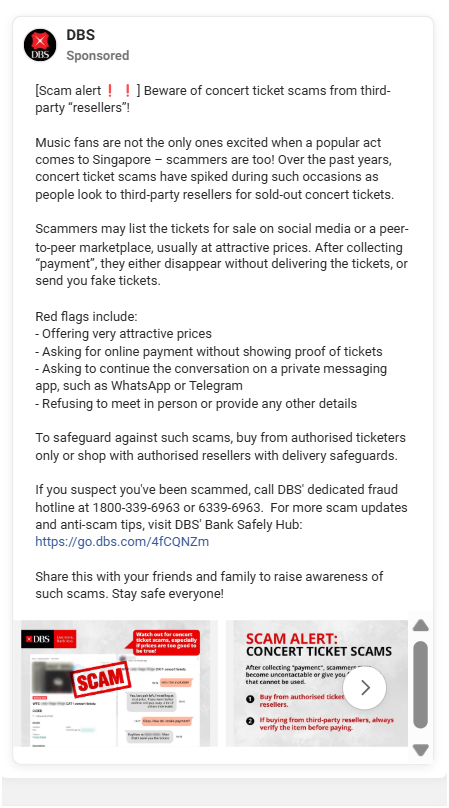 DBS
Sponsored
DBS
[Scam alert❗❗] Beware of concert ticket scams from third-
party “resellers”!
Music fans are not the only ones excited when a popular act
comes to Singapore – scammers are too! Over the past years,
concert ticket scams have spiked during such occasions as
people look to third-party resellers for sold-out concert tickets.
Scammers may list the tickets for sale on social media or a peer-
to-peer marketplace, usually at attractive prices. After collecting
“payment”, they either disappear without delivering the tickets, or
send you fake tickets.
Red flags include:
- Offering very attractive prices
- Asking for online payment without showing proof of tickets
- Asking to continue the conversation on a private messaging
app, such as WhatsApp or Telegram
- Refusing to meet in person or provide any other details
To safeguard against such scams, buy from authorised ticketers
only or shop with authorised resellers with delivery safeguards.
If you suspect you've been scammed, call DBS' dedicated fraud
hotline at 1800-339-6963 or 6339-6963. For more scam updates
and anti-scam tips, visit DBS' Bank Safely Hub:
https://go.dbs.com/4fCQNZm
Share this with your friends and family to raise awareness of
such scams. Stay safe everyone!
DBS
Watch out for concert
ticket scams, especially
if prices are too good to
be true!
SCAM
SCAM ALERT:
CONCERT TICKET SCAMS
After collecting "payment", scammers
become uncontactable or give you
that cannot be used.
1 Buy from authorised ticket
resellers.
2 If buying from third-party resellers, always
verify the item before paying.